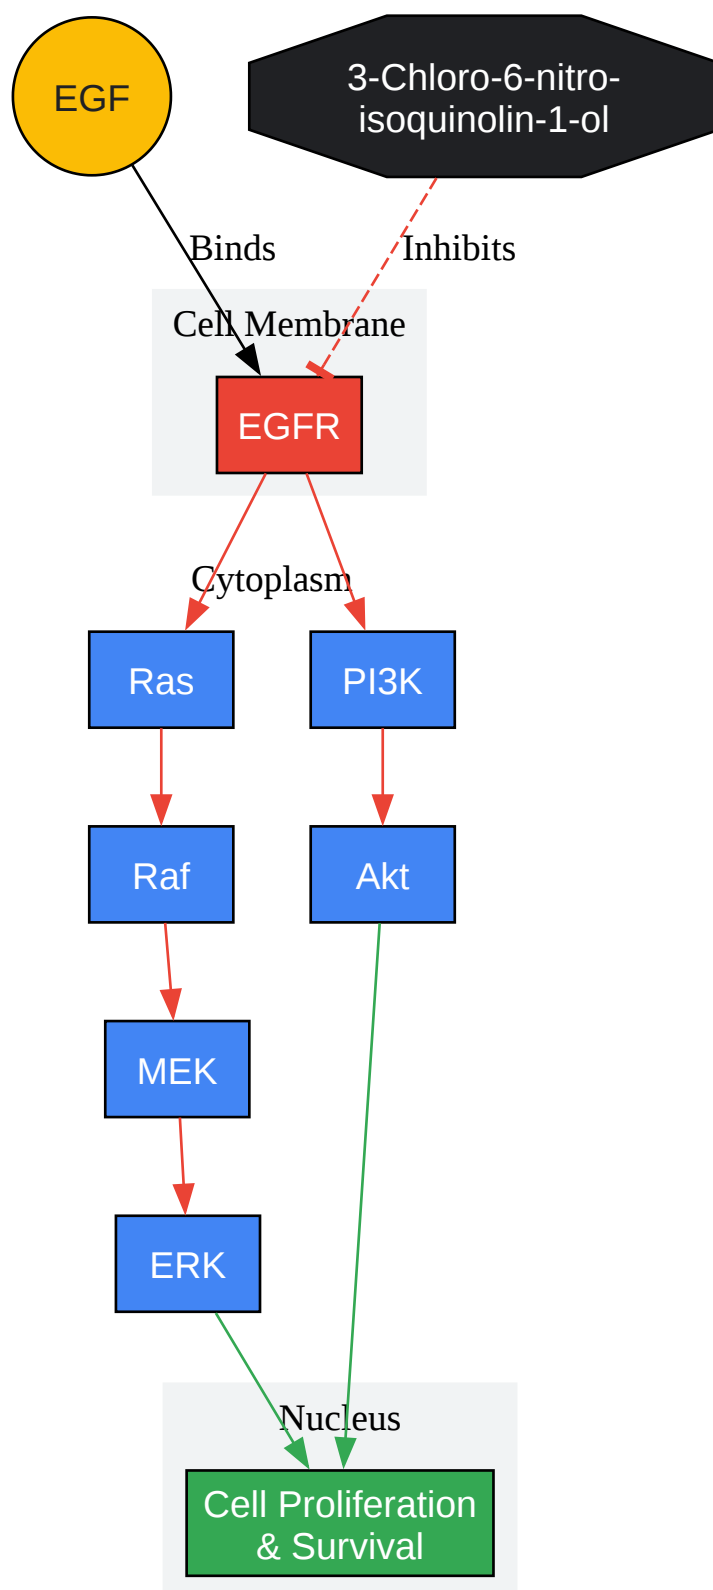 EGF
3-Chloro-6-nitro-
isoquinolin-1-ol
Binds
Inhibits
Cell Membrane
EGFR
Cytoplasm
Ras
PI3K
Raf
Akt
MEK
ERK
Nucleus
Cell Proliferation
& Survival